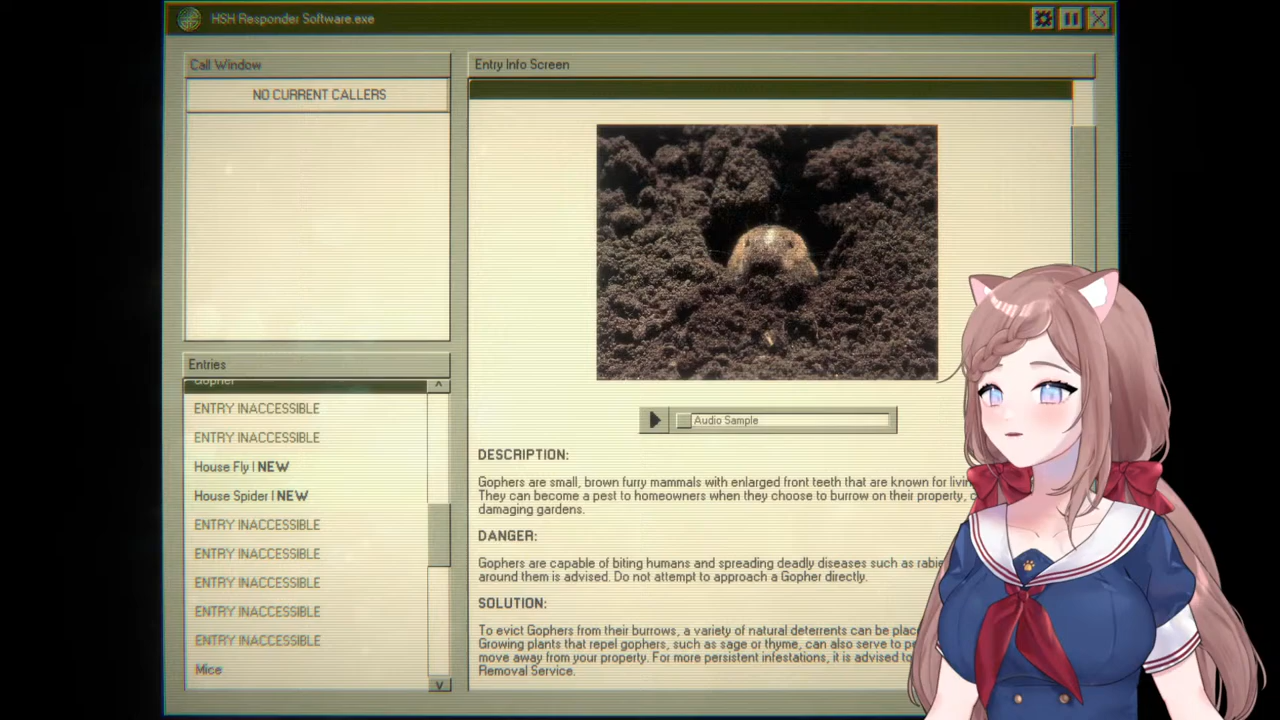 HSH Responder Software.exe
Call Window
NO CURRENT CALLERS
Entries
Gopher
ENTRY INACCESSIBLE
ENTRY INACCESSIBLE
House Fly | NEW
House Spider | NEW
ENTRY INACCESSIBLE
ENTRY INACCESSIBLE
ENTRY INACCESSIBLE
ENTRY INACCESSIBLE
ENTRY INACCESSIBLE
Mice
Entry Info Screen
Audio Sample
DESCRIPTION:
Gophers are small, brown furry mammals with enlarged front teeth that are known for
They can become a pest to homeowners when they choose to burrow on their property,
damaging gardens.
DANGER:
Gophers are capable of biting humans and spreading deadly diseases such as
around them is advised. Do not attempt to approach a Gopher directly.
SOLUTION:
To evict Gophers from their burrows, a variety of natural deterrents can be
Growing plants that repel gophers, such as sage or thyme, can also serve to
move away from your property. For more persistent infestations, it is advised to
Removal Service.